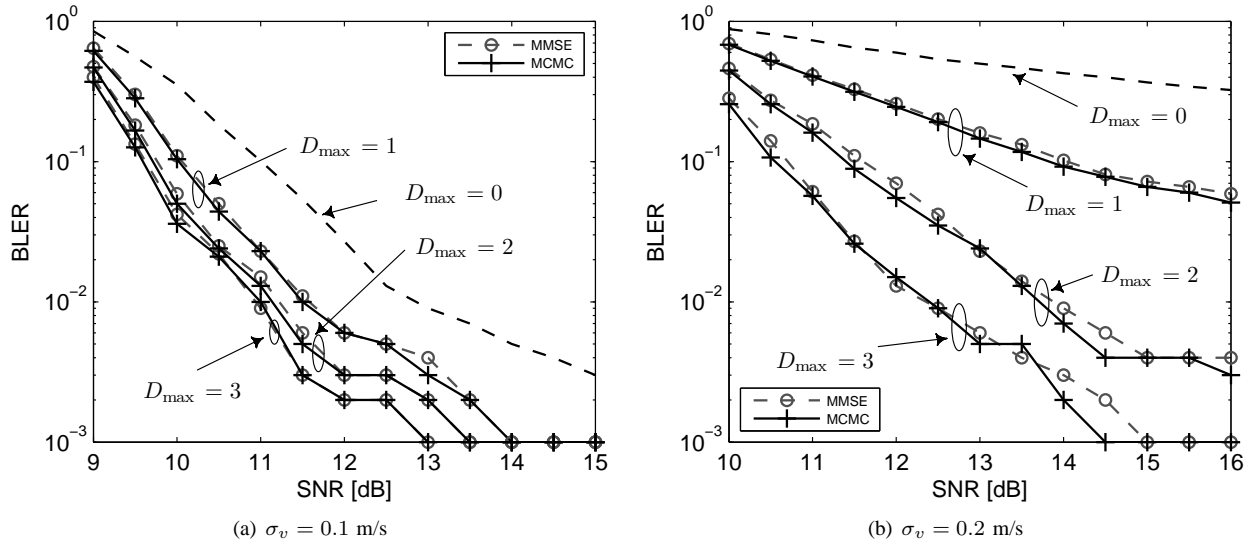 10^0
10^−1
10^−2
10^−3
BLER
9 10 11 12 13 14 15
SNR [dB]
MMSE
MCMC
D_max = 1
D_max = 0
D_max = 2
D_max = 3
(a) σ_v = 0.1 m/s
10^0
10^−1
10^−2
10^−3
BLER
10 11 12 13 14 15 16
SNR [dB]
D_max = 0
D_max = 1
D_max = 2
D_max = 3
MMSE
MCMC
(b) σ_v = 0.2 m/s